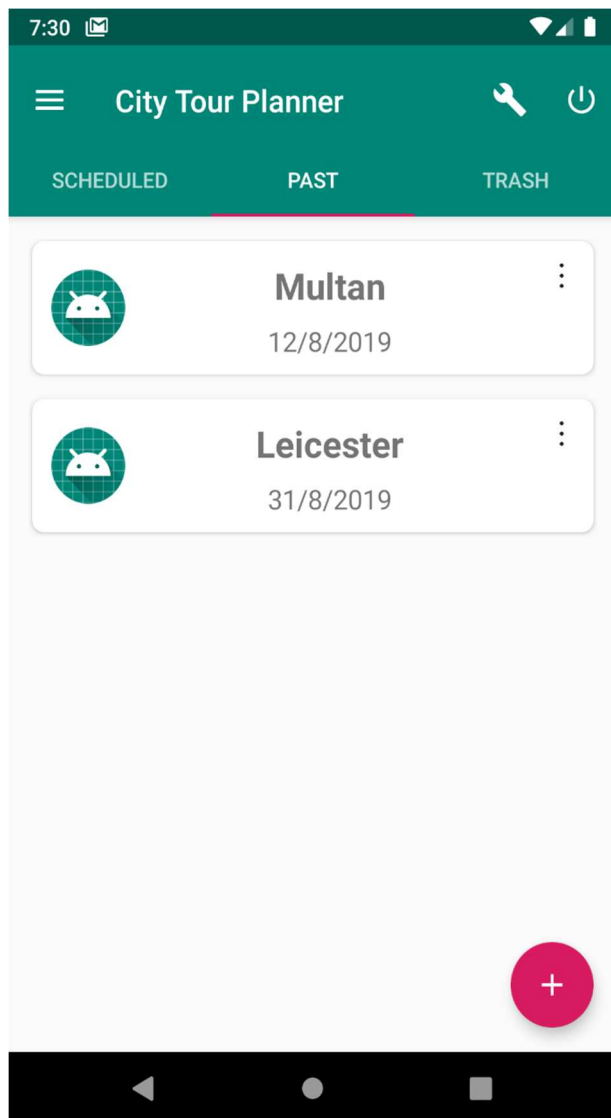 7:30
City Tour Planner
SCHEDULED PAST TRASH
Multan
12/8/2019
Leicester
31/8/2019